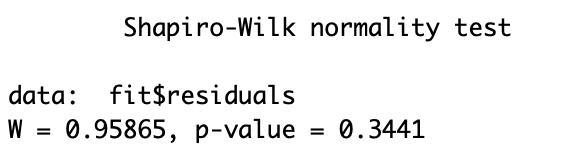 Shapiro-Wilk normality test
data:  fit$residuals
W = 0.95865, p-value = 0.3441